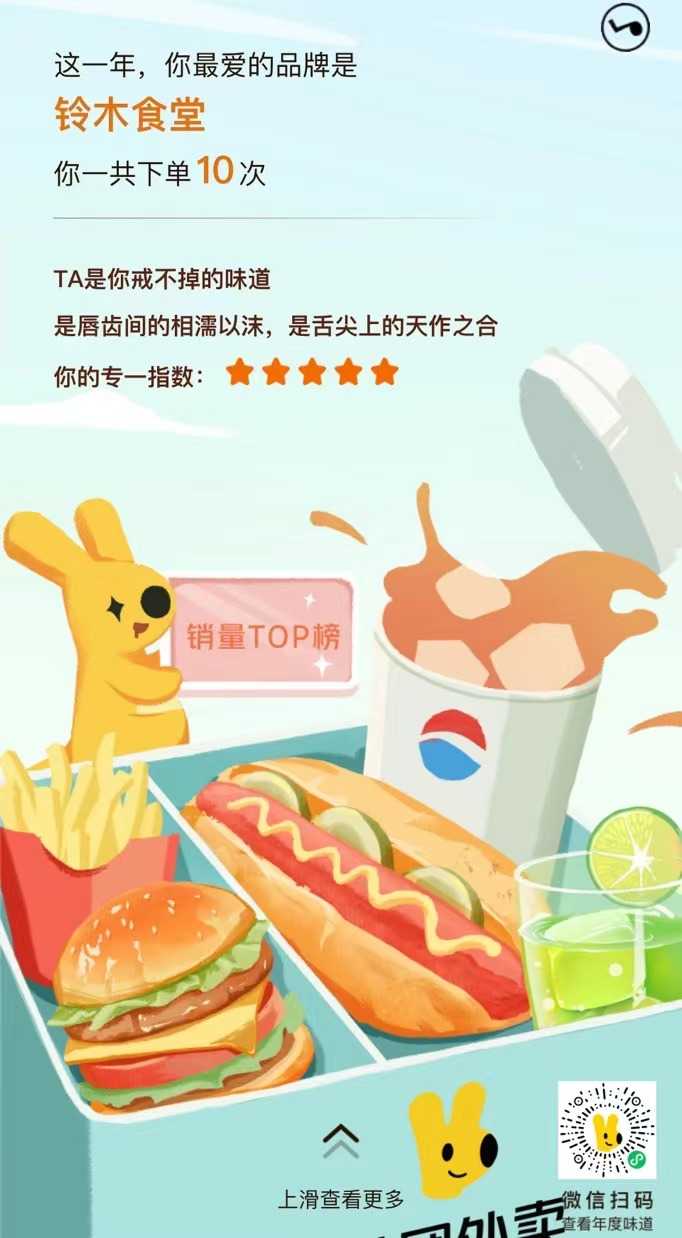 这一年，你最爱的品牌是
铃木食堂
你一共下单10次
TA是你戒不掉的味道
是唇齿间的相濡以沫，是舌尖上的天作之合
你的专一指数：
销量TOP榜
上滑查看更多
团外卖
微信扫码
查看年度味道